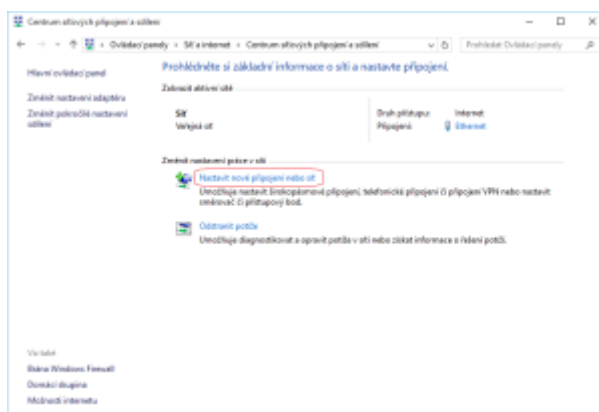 Centrum síťových připojení a sdílení
Ovládací panely › Síť a internet › Centrum síťových připojení a sdílení
Prohledat Ovládací panely
Hlavní ovládací panel
Změnit nastavení adaptéru
Změnit pokročilé nastavení
sdílení
Prohlédněte si základní informace o síti a nastavte připojení.
Zobrazit aktivní sítě
Síť
Veřejná síť
Druh přístupu: Internet
Připojení: Ethernet
Změnit nastavení práce v síti
Nastavit nové připojení nebo síť
Umožňuje nastavit širokopásmové připojení, telefonické připojení či připojení VPN nebo nastavit
směrovač či přístupový bod.
Odstranit potíže
Umožňuje diagnostikovat a opravit potíže v síti nebo získat informace o řešení potíží.
Viz také
Brána Windows Firewall
Domácí skupina
Možnosti internetu